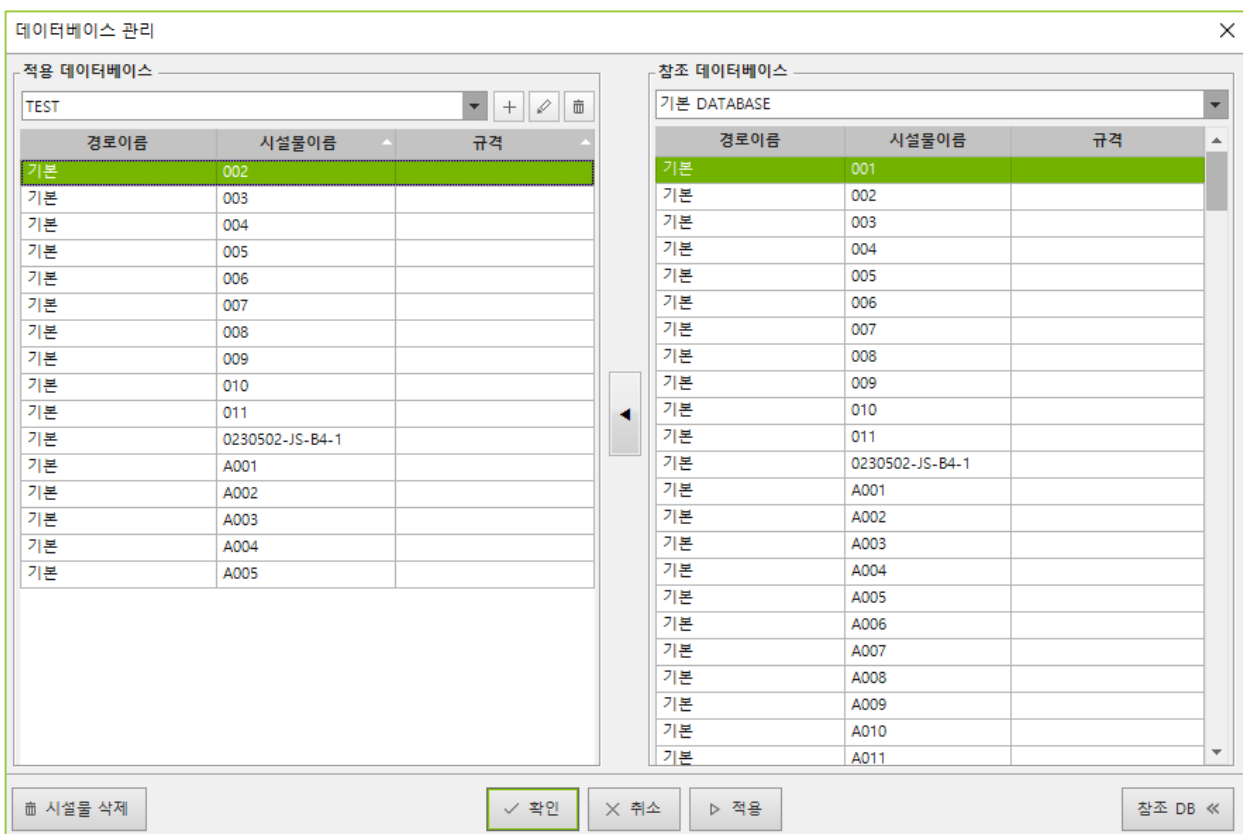 데이터베이스 관리
적용 데이터베이스
TEST
경로이름 시설물이름 규격
기본 002
기본 003
기본 004
기본 005
기본 006
기본 007
기본 008
기본 009
기본 010
기본 011
기본 0230502-JS-B4-1
기본 A001
기본 A002
기본 A003
기본 A004
기본 A005
참조 데이터베이스
기본 DATABASE
경로이름 시설물이름 규격
기본 001
기본 002
기본 003
기본 004
기본 005
기본 006
기본 007
기본 008
기본 009
기본 010
기본 011
기본 0230502-JS-B4-1
기본 A001
기본 A002
기본 A003
기본 A004
기본 A005
기본 A006
기본 A007
기본 A008
기본 A009
기본 A010
기본 A011
시설물 삭제 확인 취소 적용 참조 DB